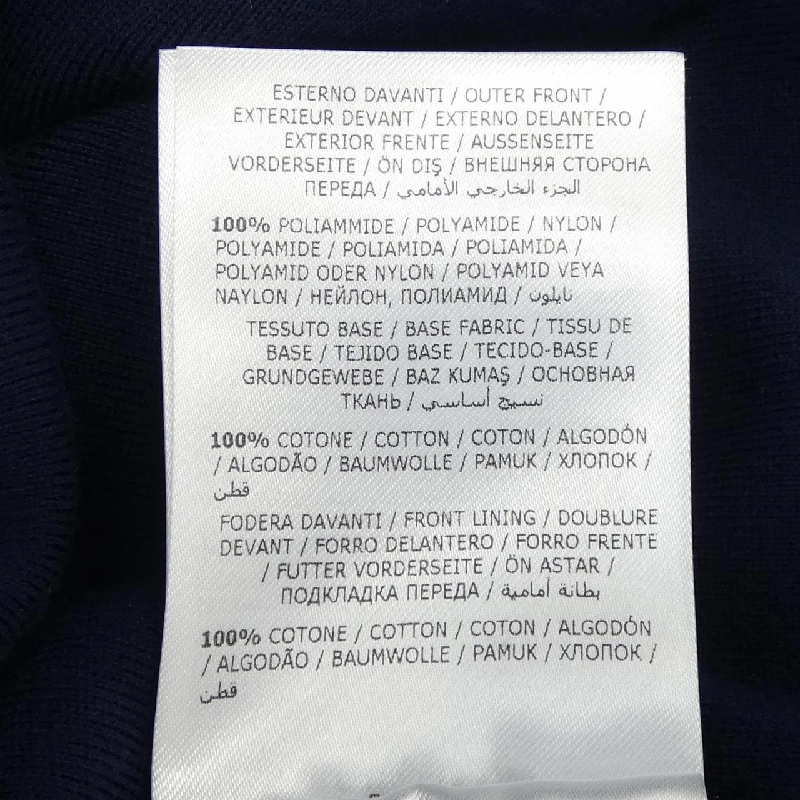 ESTERNO DAVANTI / OUTER FRONT /
EXTERIEUR DEVANT / EXTERNO DELANTERO /
EXTERIOR FRENTE / AUSSENSEITE
VORDERSEITE / ÖN DIŞ / ВНЕШНЯЯ СТОРОНА
ПЕРЕДА / الجزء الخارجي الأمامي
100% POLIAMMIDE / POLYAMIDE / NYLON /
POLYAMIDE / POLIAMIDA / POLIAMIDA /
POLYAMID ODER NYLON / POLYAMID VEYA
NAYLON / НЕЙЛОН, ПОЛИАМИД / نايلون
TESSUTO BASE / BASE FABRIC / TISSU DE
BASE / TEJIDO BASE / TECIDO-BASE /
GRUNDGEWEBE / BAZ KUMAŞ / ОСНОВНАЯ
ТКАНЬ / نسيج أساسي
100% COTONE / COTTON / COTON / ALGODÓN
/ ALGODÃO / BAUMWOLLE / PAMUK / ХЛОПОК /
قطن
FODERA DAVANTI / FRONT LINING / DOUBLURE
DEVANT / FORRO DELANTERO / FORRO FRENTE
/ FUTTER VORDERSEITE / ÖN ASTAR /
ПОДКЛАДКА ПЕРЕДА / بطانة أمامية
100% COTONE / COTTON / COTON / ALGODÓN
/ ALGODÃO / BAUMWOLLE / PAMUK / ХЛОПОК /
قطن